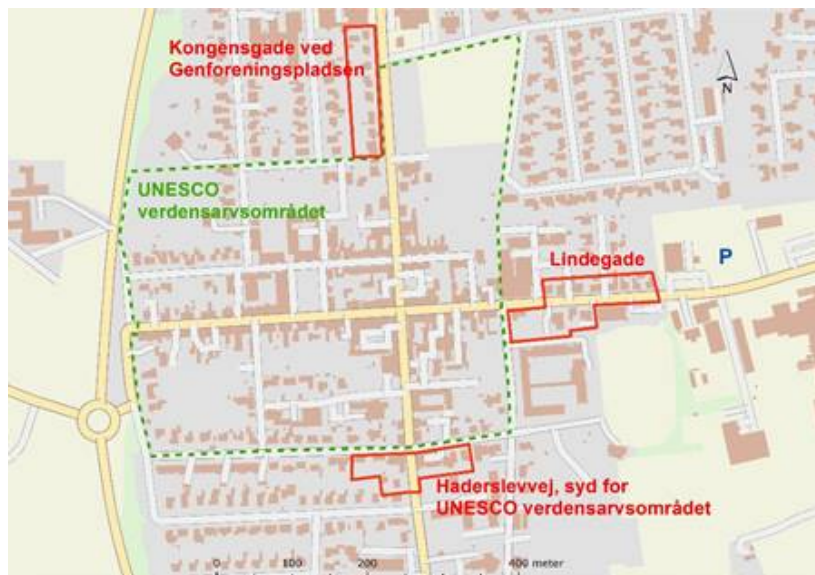 Kongensgade ved
Genforeningspladsen
N
UNESCO
verdensarvsområdet
Lindegade
P
Haderslevvej, syd for
UNESCO verdensarvsområdet
0 100 200 400 meter